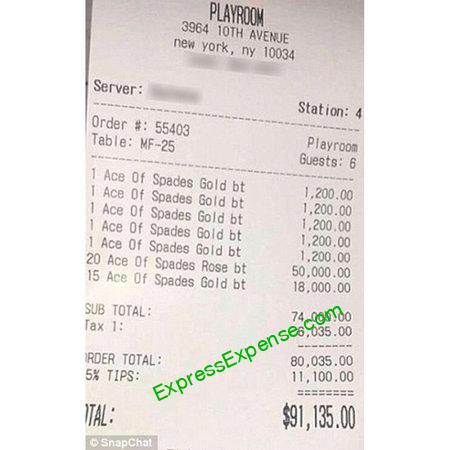 PLAYROOM
3964 10TH AVENUE
new york, ny 10034
Server:
Station: 4
Order #: 55403 Playroom
Table: MF-25 Guests: 6
1 Ace Of Spades Gold bt 1,200.00
1 Ace Of Spades Gold bt 1,200.00
1 Ace Of Spades Gold bt 1,200.00
1 Ace Of Spades Gold bt 1,200.00
1 Ace Of Spades Gold bt 1,200.00
20 Ace Of Spades Rose bt 50,000.00
15 Ace Of Spades Gold bt 18,000.00
SUB TOTAL: 74,000.00
Tax 1: 6,035.00
RDER TOTAL: 80,035.00
5% TIPS: 11,100.00
TAL: $91,135.00
ExpressExpense.com
© SnapChat